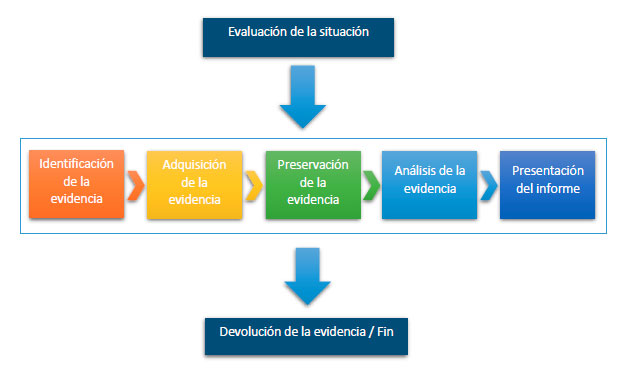 Evaluación de la situación
Identificación
de la
evidencia
Adquisición
de la
evidencia
Preservación
de la
evidencia
Análisis de la
evidencia
Presentación
del informe
Devolución de la evidencia / Fin